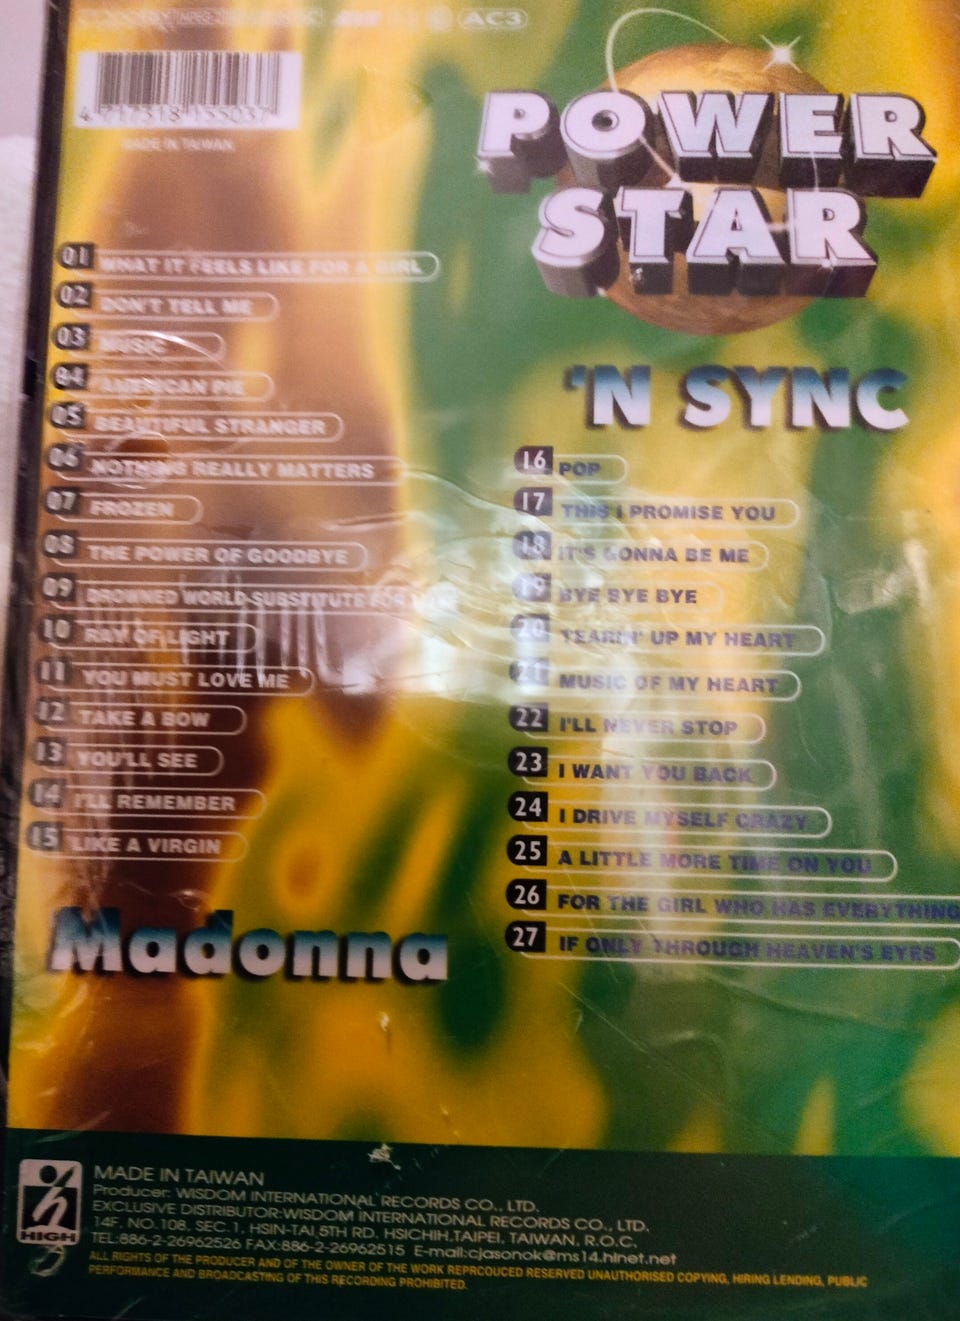 AC3
4 717318 155037
MADE IN TAIWAN
POWER
STAR
01 WHAT IT FEELS LIKE FOR A GIRL
02 DON'T TELL ME
03 MUSIC
04 AMERICAN PIE
05 BEAUTIFUL STRANGER
06 NOTHING REALLY MATTERS
07 FROZEN
08 THE POWER OF GOODBYE
09 DROWNED WORLD-SUBSTITUTE FOR LOVE
10 RAY OF LIGHT
11 YOU MUST LOVE ME
12 TAKE A BOW
13 YOU'LL SEE
14 I'LL REMEMBER
15 LIKE A VIRGIN
Madonna
'N SYNC
16 POP
17 THIS I PROMISE YOU
18 IT'S GONNA BE ME
19 BYE BYE BYE
20 TEARIN' UP MY HEART
21 MUSIC OF MY HEART
22 I'LL NEVER STOP
23 I WANT YOU BACK
24 I DRIVE MYSELF CRAZY
25 A LITTLE MORE TIME ON YOU
26 FOR THE GIRL WHO HAS EVERYTHING
27 IF ONLY THROUGH HEAVEN'S EYES
HIGH
MADE IN TAIWAN
Producer: WISDOM INTERNATIONAL RECORDS CO., LTD.
EXCLUSIVE DISTRIBUTOR:WISDOM INTERNATIONAL RECORDS CO., LTD.
14F, NO.108, SEC.1, HSIN-TAI 5TH RD. HSICHIH,TAIPEI, TAIWAN, R.O.C.
TEL:886-2-26962526 FAX:886-2-26962515 E-mail:cjasonok@ms14.hinet.net
ALL RIGHTS OF THE PRODUCER AND OF THE OWNER OF THE WORK REPRCOUCED RESERVED UNAUTHORISED COPYING, HIRING LENDING, PUBLIC
PERFORMANCE AND BROADCASTING OF THIS RECORDING PROHIBITED.